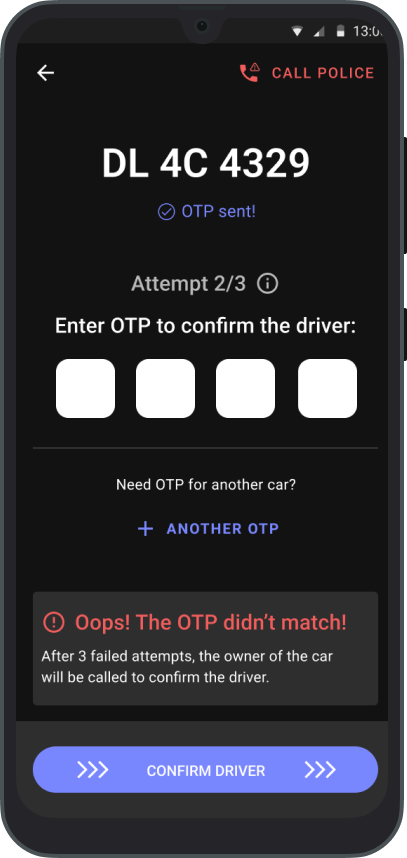 13:0
CALL POLICE
DL 4C 4329
OTP sent!
Attempt 2/3
Enter OTP to confirm the driver:
Need OTP for another car?
+ ANOTHER OTP
Oops! The OTP didn’t match!
After 3 failed attempts, the owner of the car
will be called to confirm the driver.
CONFIRM DRIVER